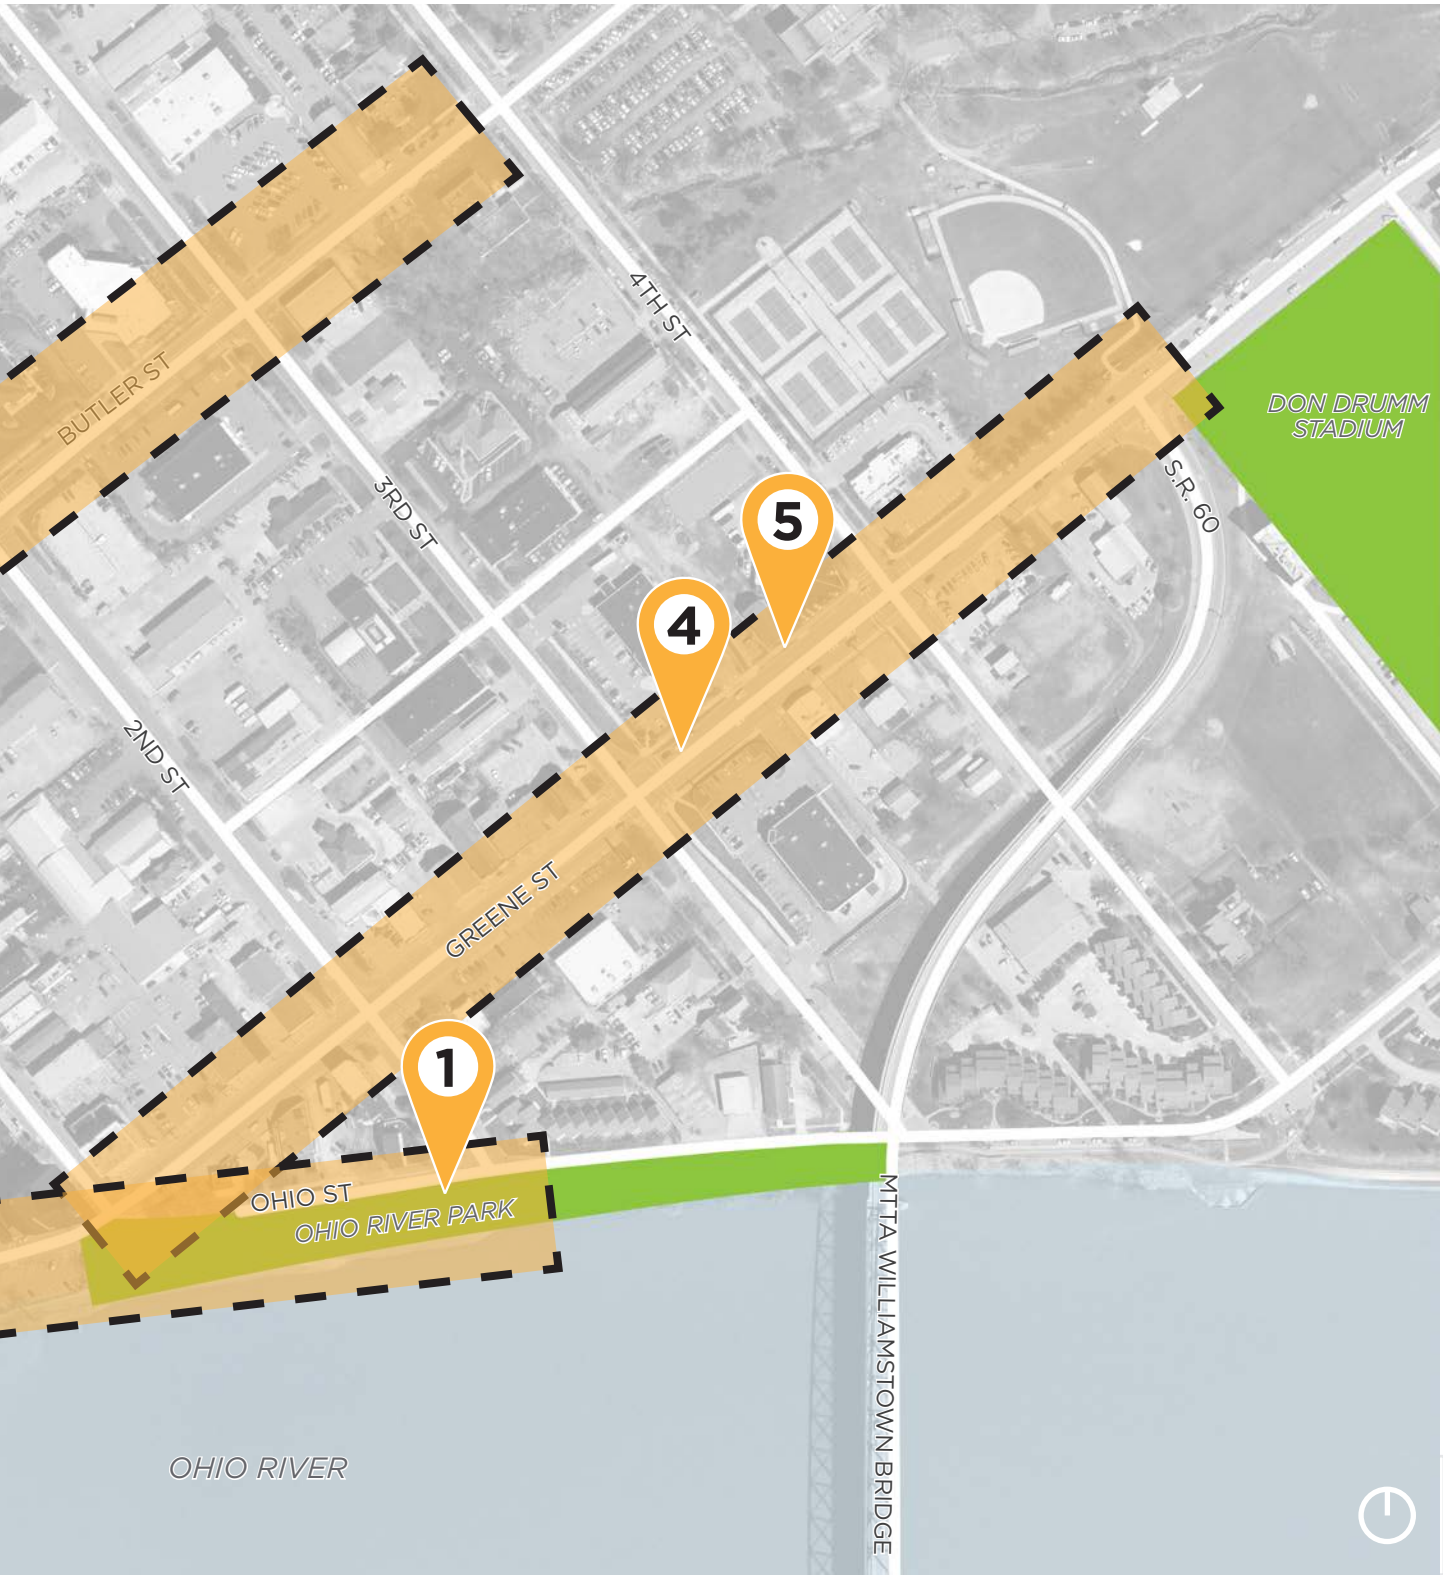 4TH ST
BUTLER ST
DON DRUMM
STADIUM
S.R. 60
3RD ST
5
4
2ND ST
GREENE ST
1
OHIO ST
OHIO RIVER PARK
MTTA WILLIAMSTOWN BRIDGE
OHIO RIVER